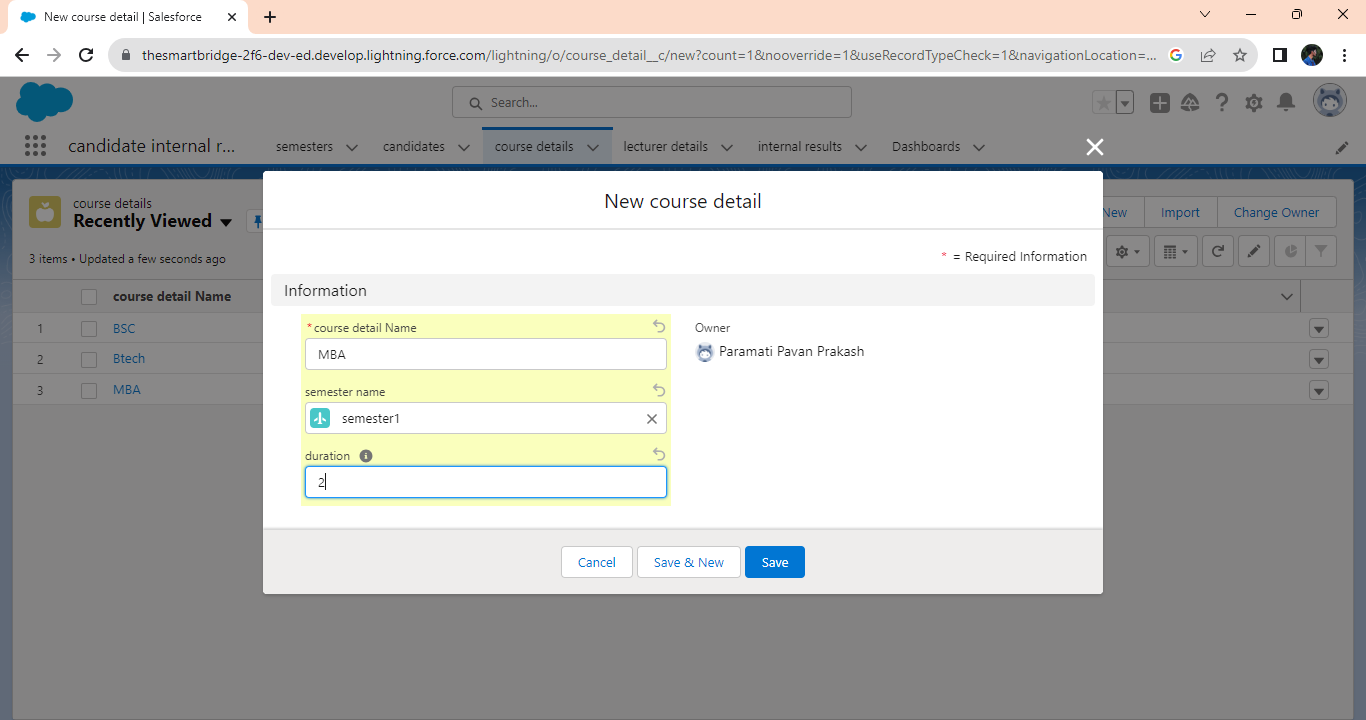 New course detail | Salesforce
thesmartbridge-2f6-dev-ed.develop.lightning.force.com/lightning/o/course_detail__c/new?count=1&nooverride=1&useRecordTypeCheck=1&navigationLocation=...
Search...
candidate internal r...
semesters
candidates
course details
lecturer details
internal results
Dashboards
course details
Recently Viewed
New
Import
Change Owner
3 items • Updated a few seconds ago
course detail Name
1 BSC
2 Btech
3 MBA
New course detail
* = Required Information
Information
*course detail Name
MBA
Owner
Paramati Pavan Prakash
semester name
semester1
duration
2
Cancel
Save & New
Save